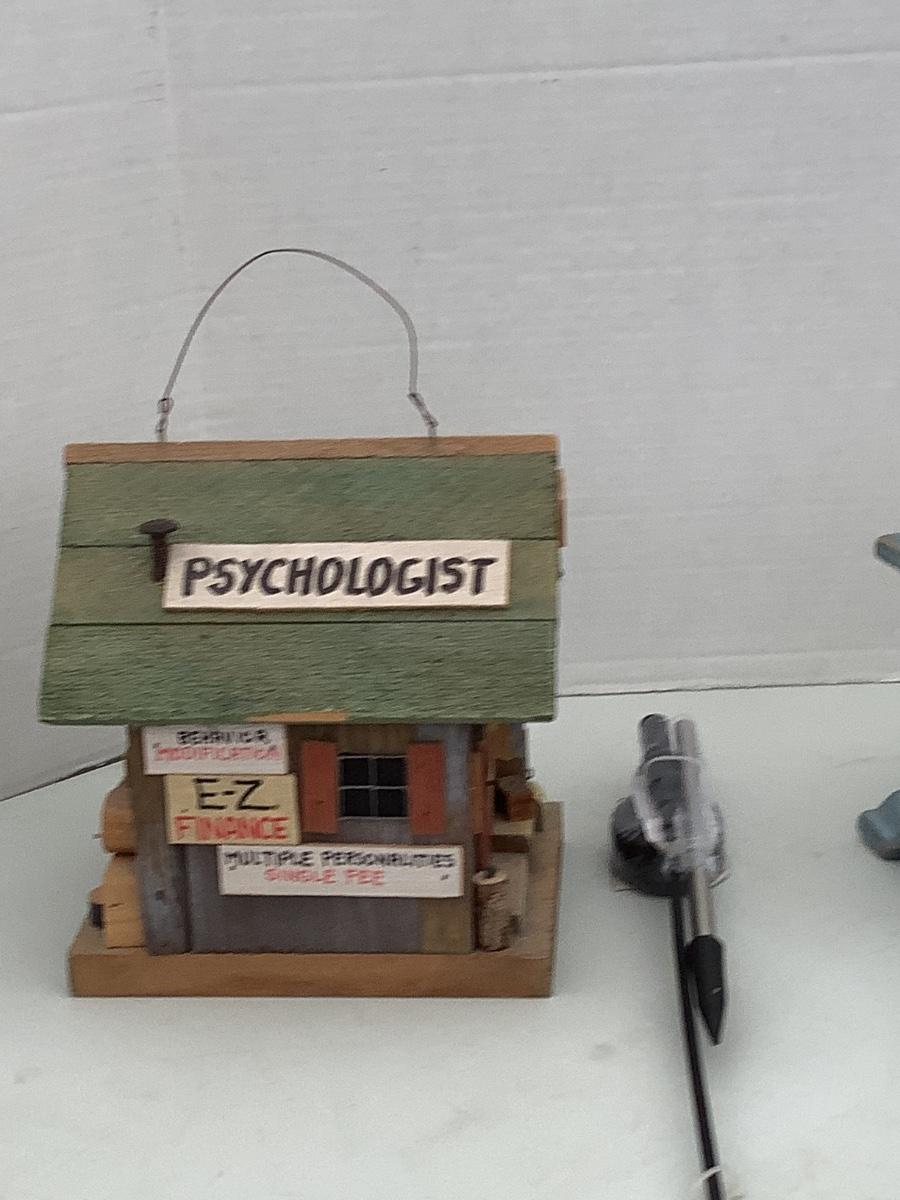 PSYCHOLOGIST
BEHAVIOR
MODIFICATION
E-Z
FINANCE
MULTIPLE PERSONALITIES
SINGLE FEE